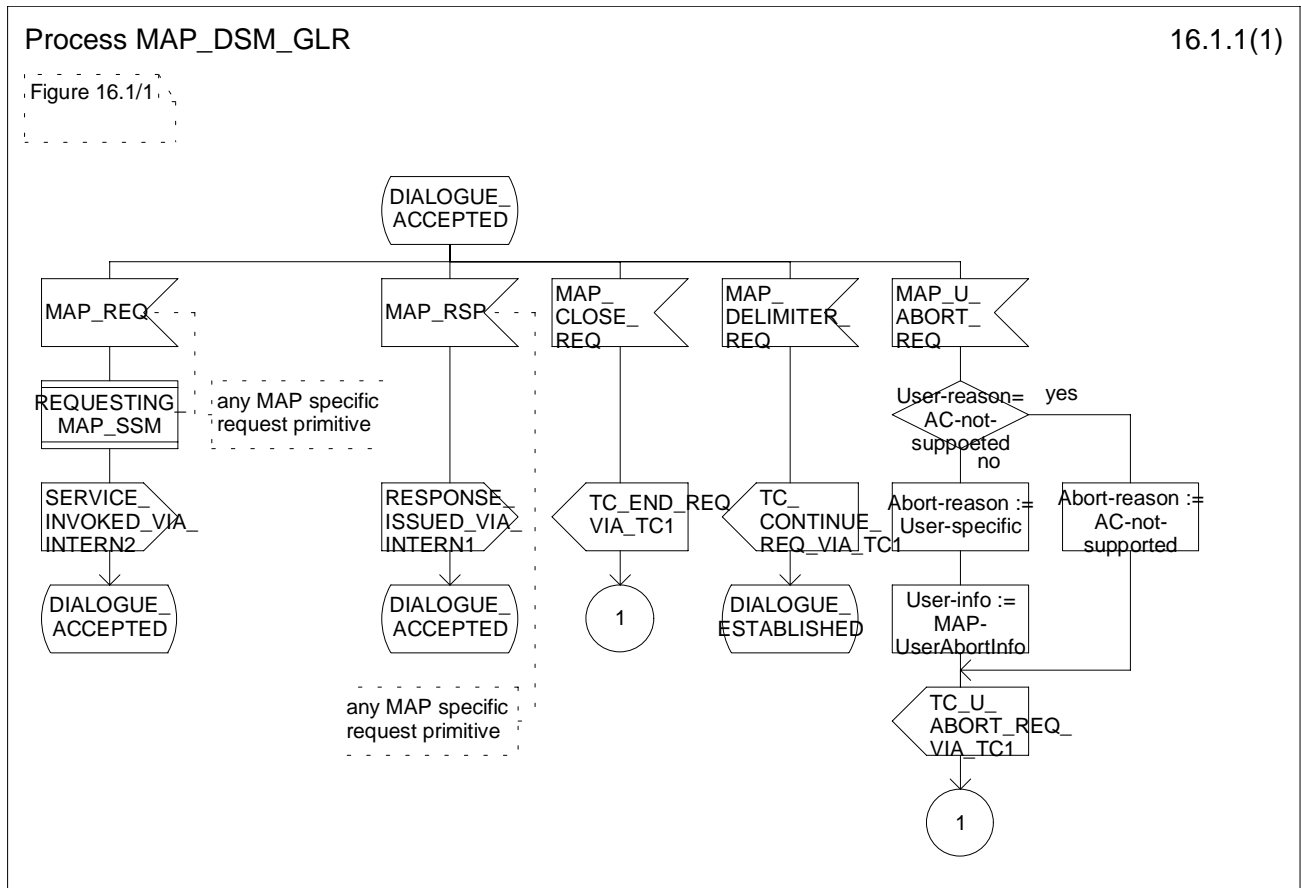 Process MAP_DSM_GLR
16.1.1(1)
Figure 16.1/1
DIALOGUE_
ACCEPTED
MAP_REQ
MAP_RSP
MAP_
CLOSE_
REQ
MAP_
DELIMITER_
REQ
MAP_U_
ABORT_
REQ
REQUESTING_
MAP_SSM
any MAP specific
request primitive
User-reason=
AC-not-
suppoeted
yes
no
SERVICE_
INVOKED_VIA_
INTERN2
RESPONSE_
ISSUED_VIA_
INTERN1
TC_END_REQ
VIA_TC1
TC_
CONTINUE_
REQ_VIA_TC1
Abort-reason :=
User-specific
Abort-reason :=
AC-not-
supported
DIALOGUE_
ACCEPTED
DIALOGUE_
ACCEPTED
1
DIALOGUE_
ESTABLISHED
User-info :=
MAP-
UserAbortInfo
any MAP specific
request primitive
TC_U_
ABORT_REQ_
VIA_TC1
1